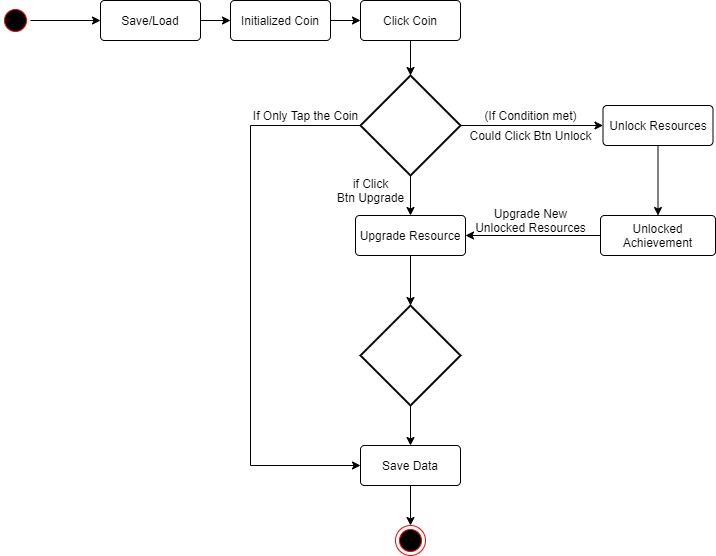 Save/Load
Initialized Coin
Click Coin
If Only Tap the Coin
(If Condition met)
Could Click Btn Unlock
Unlock Resources
if Click
Btn Upgrade
Upgrade Resource
Upgrade New
Unlocked Resources
Unlocked
Achievement
Save Data